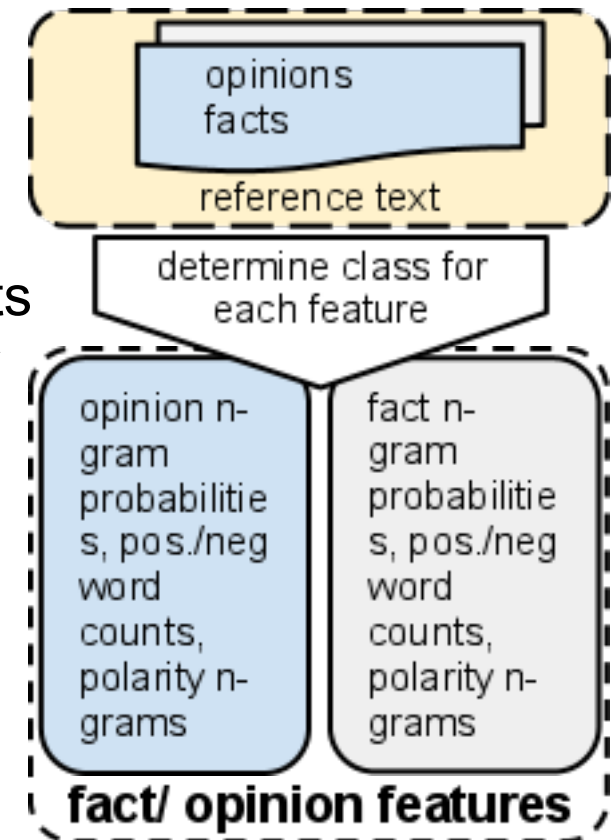 opinions
facts
reference text
determine class for
each feature
ts
opinion n-
gram
probabilitie
s, pos./neg
word
counts,
polarity n-
grams
fact n-
gram
probabilitie
s, pos./neg
word
counts,
polarity n-
grams
fact/ opinion features